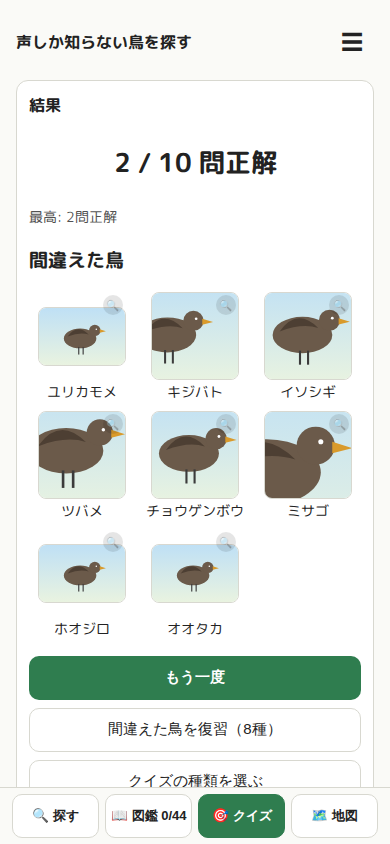 声しか知らない鳥を探す
結果
2 / 10 問正解
最高: 2問正解
間違えた鳥
ユリカモメ
キジバト
イソシギ
ツバメ
チョウゲンボウ
ミサゴ
ホオジロ
オオタカ
もう一度
間違えた鳥を復習（8種）
クイズの種類を選ぶ
探す
図鑑 0/44
クイズ
地図